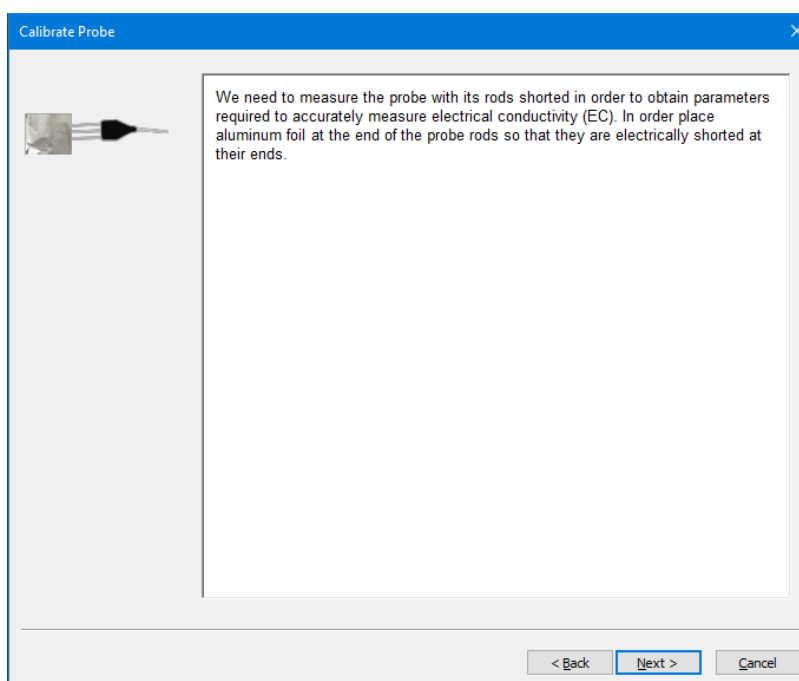 Calibrate Probe
We need to measure the probe with its rods shorted in order to obtain parameters
required to accurately measure electrical conductivity (EC). In order place
aluminum foil at the end of the probe rods so that they are electrically shorted at
their ends.
< Back Next > Cancel